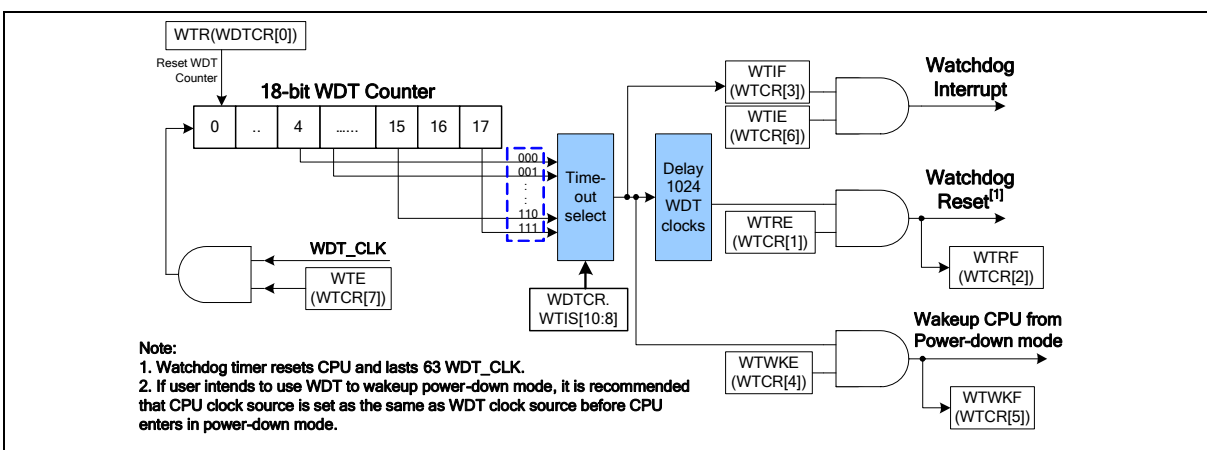 WTR(WDTCR[0])
Reset WDT
Counter
18-bit WDT Counter
0 .. 4 ...... 15 16 17
000
001
:
:
110
111
Time-
out
select
Delay
1024
WDT
clocks
WTIF
(WTCR[3])
WTIE
(WTCR[6])
Watchdog
Interrupt
WTRE
(WTCR[1])
Watchdog
Reset[1]
WTRF
(WTCR[2])
WDT_CLK
WTE
(WTCR[7])
WDTCR.
WTIS[10:8]
WTWKE
(WTCR[4])
Wakeup CPU from
Power-down mode
WTWKF
(WTCR[5])
Note:
1. Watchdog timer resets CPU and lasts 63 WDT_CLK.
2. If user intends to use WDT to wakeup power-down mode, it is recommended
that CPU clock source is set as the same as WDT clock source before CPU
enters in power-down mode.